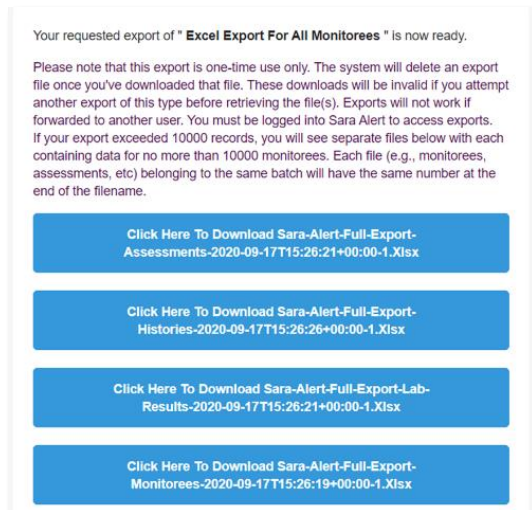 Your requested export of " Excel Export For All Monitorees " is now ready.
Please note that this export is one-time use only. The system will delete an export
file once you've downloaded that file. These downloads will be invalid if you attempt
another export of this type before retrieving the file(s). Exports will not work if
forwarded to another user. You must be logged into Sara Alert to access exports.
If your export exceeded 10000 records, you will see separate files below with each
containing data for no more than 10000 monitorees. Each file (e.g., monitorees,
assessments, etc) belonging to the same batch will have the same number at the
end of the filename.
Click Here To Download Sara-Alert-Full-Export-
Assessments-2020-09-17T15:26:21+00:00-1.Xlsx
Click Here To Download Sara-Alert-Full-Export-
Histories-2020-09-17T15:26:26+00:00-1.Xlsx
Click Here To Download Sara-Alert-Full-Export-Lab-
Results-2020-09-17T15:26:21+00:00-1.Xlsx
Click Here To Download Sara-Alert-Full-Export-
Monitorees-2020-09-17T15:26:19+00:00-1.Xlsx